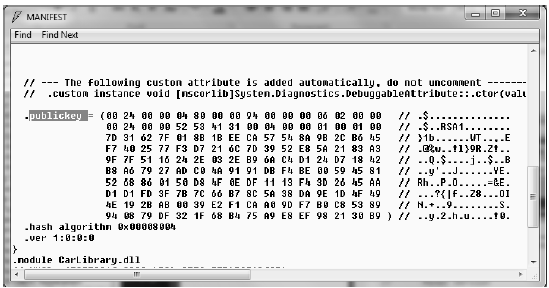 MANIFEST
Find Find Next
// --- The following custom attribute is added automatically, do not uncomment -------
// .custom instance void [mscorlib]System.Diagnostics.DebuggableAttribute::.ctor(valu
.publickey = (00 24 00 00 04 80 00 00 94 00 00 00 06 02 00 00 // .$..............
00 24 00 00 52 53 41 31 00 04 00 00 01 00 01 00 // .$..RSA1........
7D 31 62 7F 01 8B 1B EE CA 57 54 8A 9B 2C B6 45 // }1b......WT..,.E
F7 40 25 77 F3 D7 21 6C 7D 39 52 E8 5A 21 83 A3 // .@%w..!l}9R.Z!..
9F 7F 51 16 24 2E 03 2E B9 6A C4 D1 24 D7 18 42 // ..Q.$....j..$..B
B8 A6 79 27 AD C0 4A 91 91 DB F4 BE 00 59 45 81 // ..y'..J......YE.
52 68 86 01 50 D8 4F 0E DF 11 13 F4 3D 26 45 AA // Rh..P.O.....=&E.
D1 D1 FD 3F 7B 7C 66 B7 8C 5A 38 DA 9E 1D 4F 49 // ...?{|f..Z8...OI
4E 19 2B AB 00 39 E2 F1 CA A0 9D F7 B0 C8 53 89 // N.+..9........S.
94 08 79 DF 32 1F 68 B4 75 A9 E8 EF 98 21 30 B9 ) // ..y.2.h.u....!0.
.hash algorithm 0x00008004
.ver 1:0:0:0
}
.module CarLibrary.dll